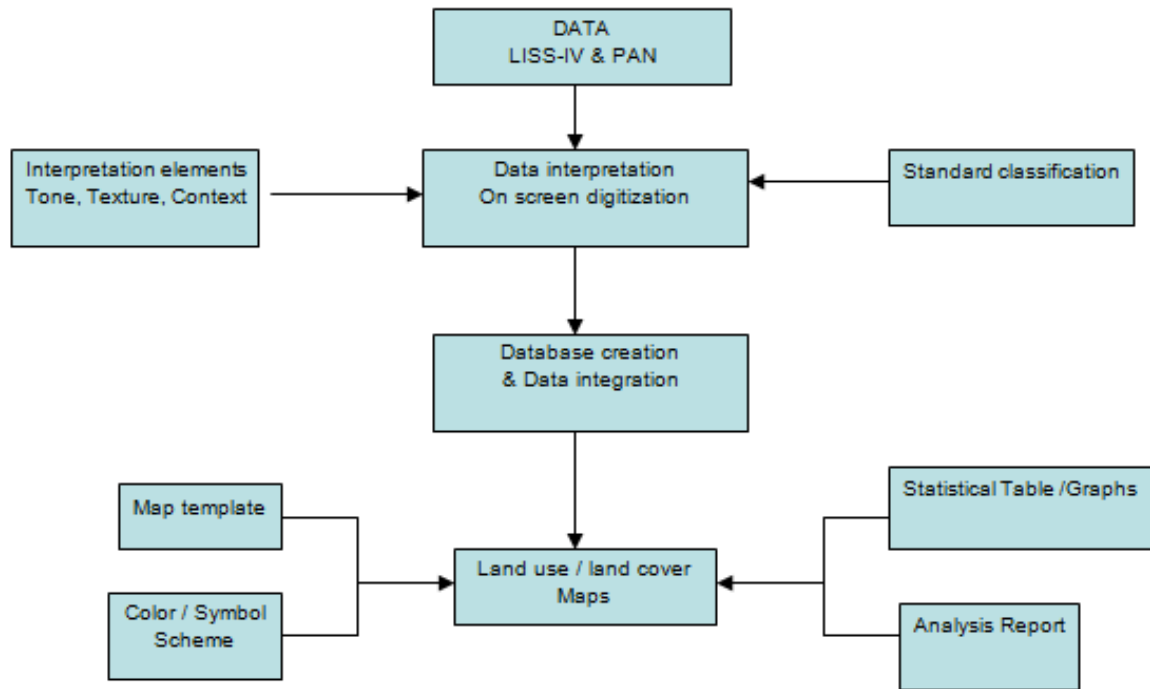 DATA
LISS-IV & PAN
Interpretation elements
Tone, Texture, Context
Data interpretation
On screen digitization
Standard classification
Database creation
& Data integration
Map template
Statistical Table /Graphs
Land use / land cover
Maps
Color / Symbol
Scheme
Analysis Report